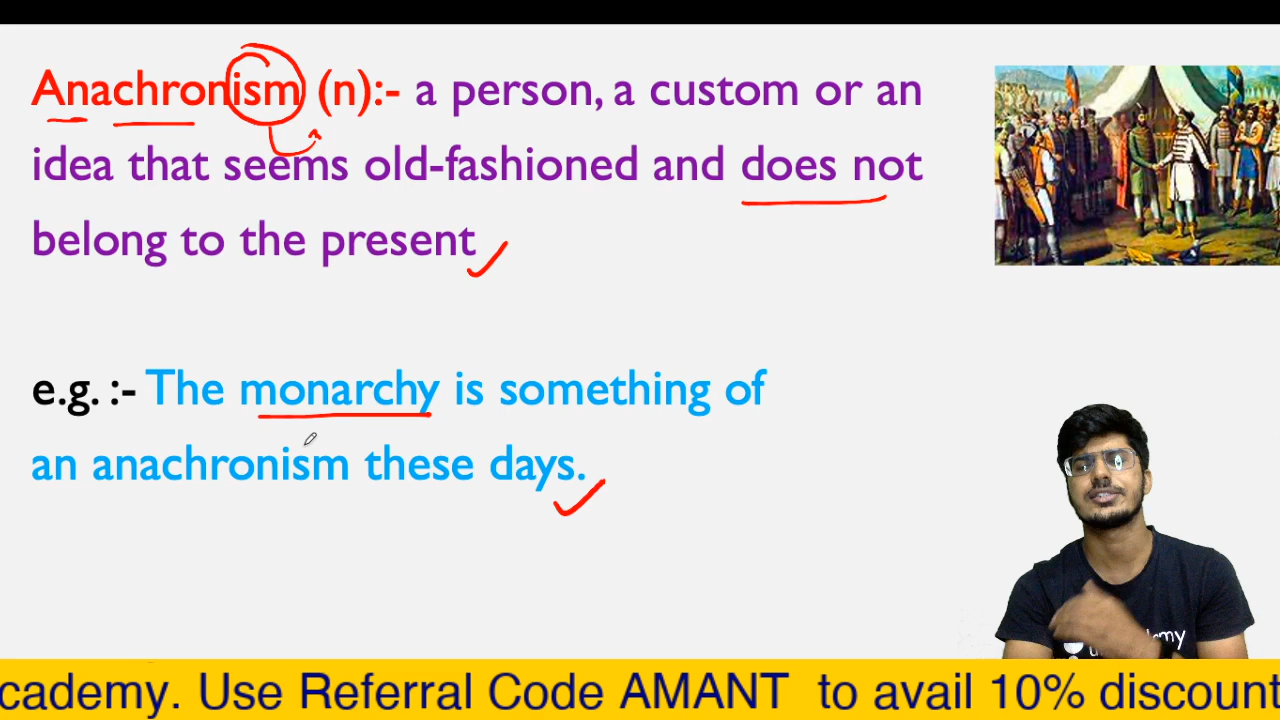 Anachronism (n):- a person, a custom or an
idea that seems old-fashioned and does not
belong to the present
e.g. :- The monarchy is something of
an anachronism these days.
cademy. Use Referral Code AMANT to avail 10% discount